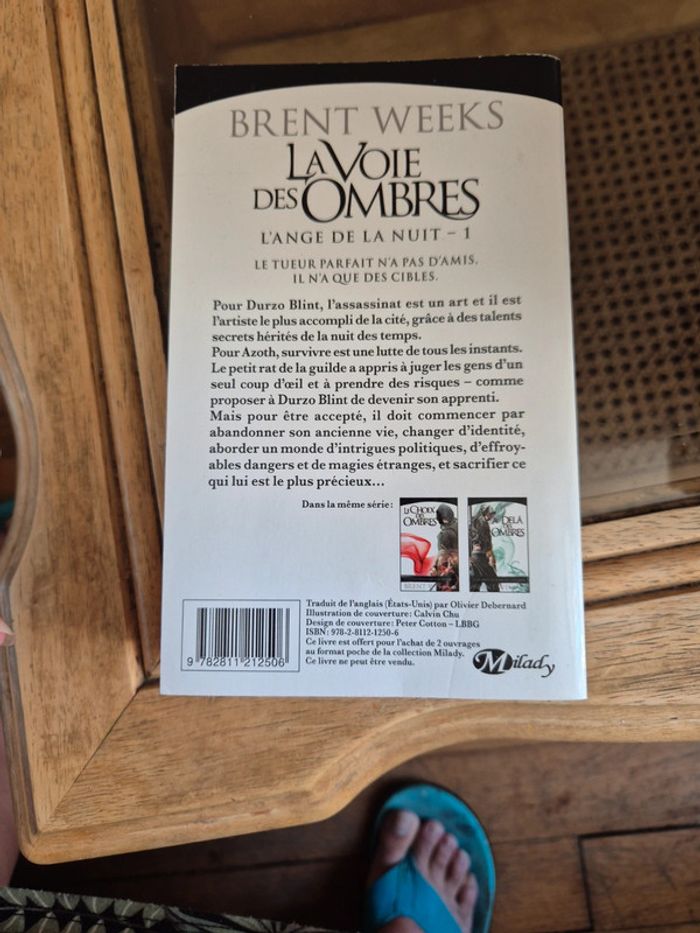 BRENT WEEKS
LA VOIE
DES OMBRES
L'ANGE DE LA NUIT – 1
LE TUEUR PARFAIT N'A PAS D'AMIS.
IL N'A QUE DES CIBLES.
Pour Durzo Blint, l'assassinat est un art et il est
l'artiste le plus accompli de la cité, grâce à des talents
secrets hérités de la nuit des temps.
Pour Azoth, survivre est une lutte de tous les instants.
Le petit rat de la guilde a appris à juger les gens d'un
seul coup d'œil et à prendre des risques – comme
proposer à Durzo Blint de devenir son apprenti.
Mais pour être accepté, il doit commencer par
abandonner son ancienne vie, changer d'identité,
aborder un monde d'intrigues politiques, d'effroy-
ables dangers et de magies étranges, et sacrifier ce
qui lui est le plus précieux...
Dans la même série :
LE CHOIX
DES
OMBRES
BRENT
AU-DELÀ
DES
OMBRES
Traduit de l'anglais (États-Unis) par Olivier Debernard
Illustration de couverture : Calvin Chu
Design de couverture : Peter Cotton – LBBG
ISBN : 978-2-8112-1250-6
Ce livre est offert pour l'achat de 2 ouvrages
au format poche de la collection Milady.
Ce livre ne peut être vendu.
9 782811 212506
Milady